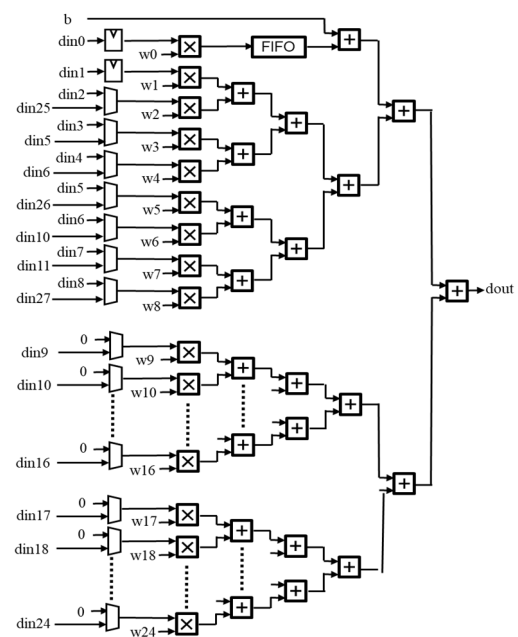 b
din0
w0
×
FIFO
+
din1
w1
×
din2
din25
w2
×
+
+
din3
din5
w3
×
+
din4
din6
w4
×
+
din5
din26
w5
×
+
+
din6
din10
w6
×
din7
din11
w7
×
+
+
din8
din27
w8
×
+
dout
0
din9
w9
×
0
din10
w10
×
+
+
+
0
din16
w16
×
+
+
+
0
din17
w17
×
0
din18
w18
×
+
+
+
0
din24
w24
×
+
+